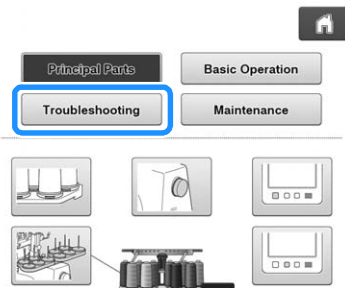 Principal Parts
Basic Operation
Troubleshooting
Maintenance